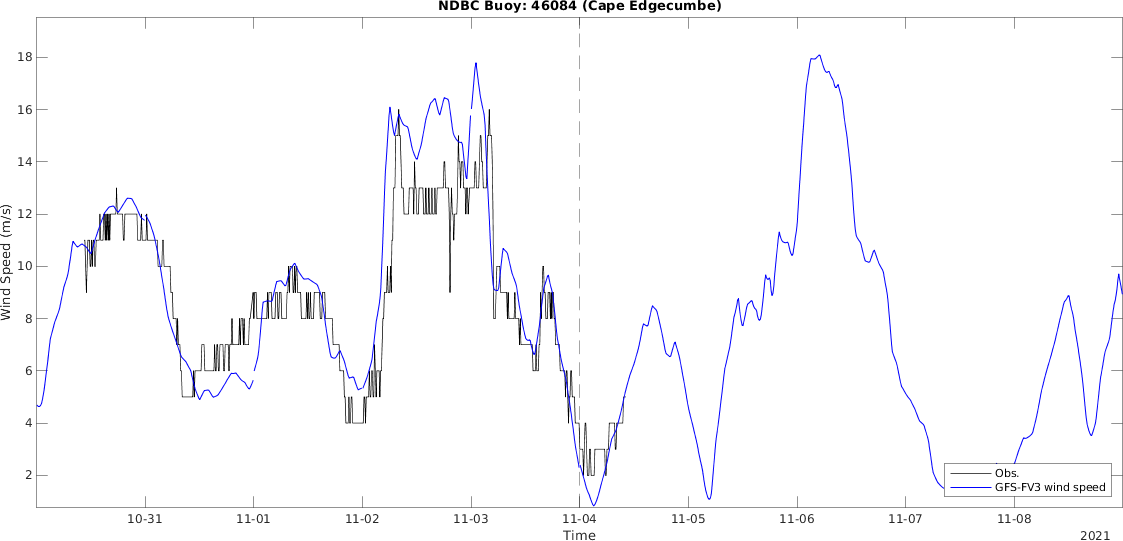 NDBC Buoy: 46084 (Cape Edgecumbe)
18
16
14
12
10
8
6
4
2
Wind Speed (m/s)
Obs.
GFS-FV3 wind speed
10-31 11-01 11-02 11-03 11-04 11-05 11-06 11-07 11-08
Time
2021